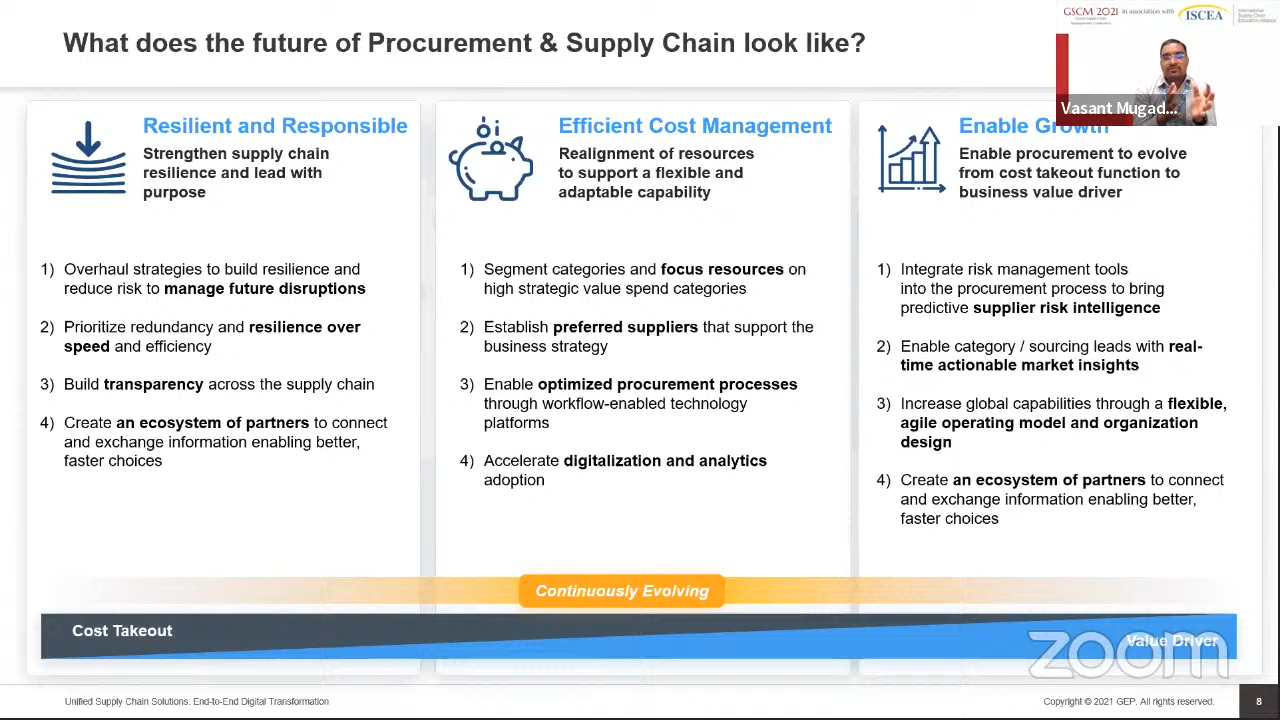 What does the future of Procurement & Supply Chain look like?
GSCM 2021 in association with ISCEA
International
Supply Chain
Education Alliance
Vasant Mugad...
Resilient and Responsible
Strengthen supply chain
resilience and lead with
purpose
1) Overhaul strategies to build resilience and
reduce risk to manage future disruptions
2) Prioritize redundancy and resilience over
speed and efficiency
3) Build transparency across the supply chain
4) Create an ecosystem of partners to connect
and exchange information enabling better,
faster choices
Efficient Cost Management
Realignment of resources
to support a flexible and
adaptable capability
1) Segment categories and focus resources on
high strategic value spend categories
2) Establish preferred suppliers that support the
business strategy
3) Enable optimized procurement processes
through workflow-enabled technology
platforms
4) Accelerate digitalization and analytics
adoption
Enable Growth
Enable procurement to evolve
from cost takeout function to
business value driver
1) Integrate risk management tools
into the procurement process to bring
predictive supplier risk intelligence
2) Enable category / sourcing leads with real-
time actionable market insights
3) Increase global capabilities through a flexible,
agile operating model and organization
design
4) Create an ecosystem of partners to connect
and exchange information enabling better,
faster choices
Continuously Evolving
Cost Takeout
Value Driver
zoom
Unified Supply Chain Solutions: End-to-End Digital Transformation
Copyright © 2021 GEP. All rights reserved.
8